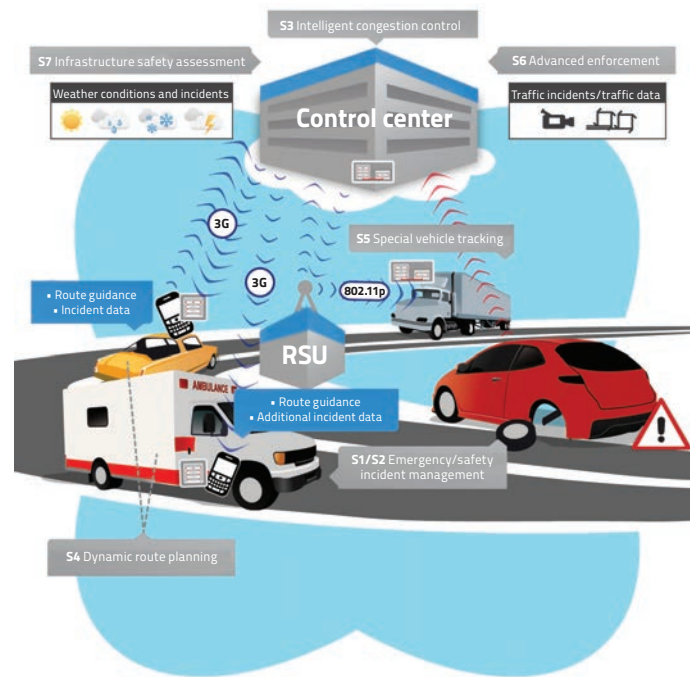 S3 Intelligent congestion control
S7 Infrastructure safety assessment
S6 Advanced enforcement
Weather conditions and incidents
Traffic incidents/traffic data
Control center
3G
S5 Special vehicle tracking
3G
802.11p
• Route guidance
• Incident data
RSU
AMBULANCE
• Route guidance
• Additional incident data
S1/S2 Emergency/safety
incident management
!
S4 Dynamic route planning